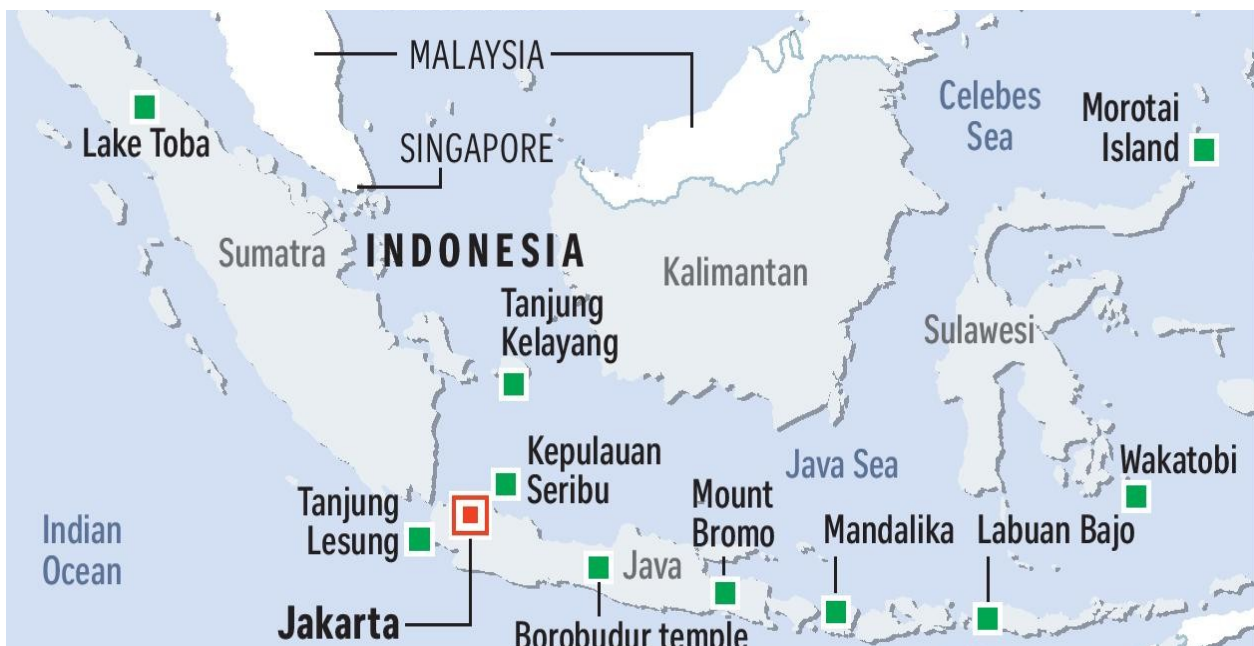 MALAYSIA
Celebes
Sea
Morotai
Island
Lake Toba
SINGAPORE
Sumatra
INDONESIA
Kalimantan
Tanjung
Kelayang
Sulawesi
Kepulauan
Seribu
Java Sea
Wakatobi
Tanjung
Lesung
Mount
Bromo
Mandalika
Labuan Bajo
Indian
Ocean
Java
Jakarta
Borobudur temple